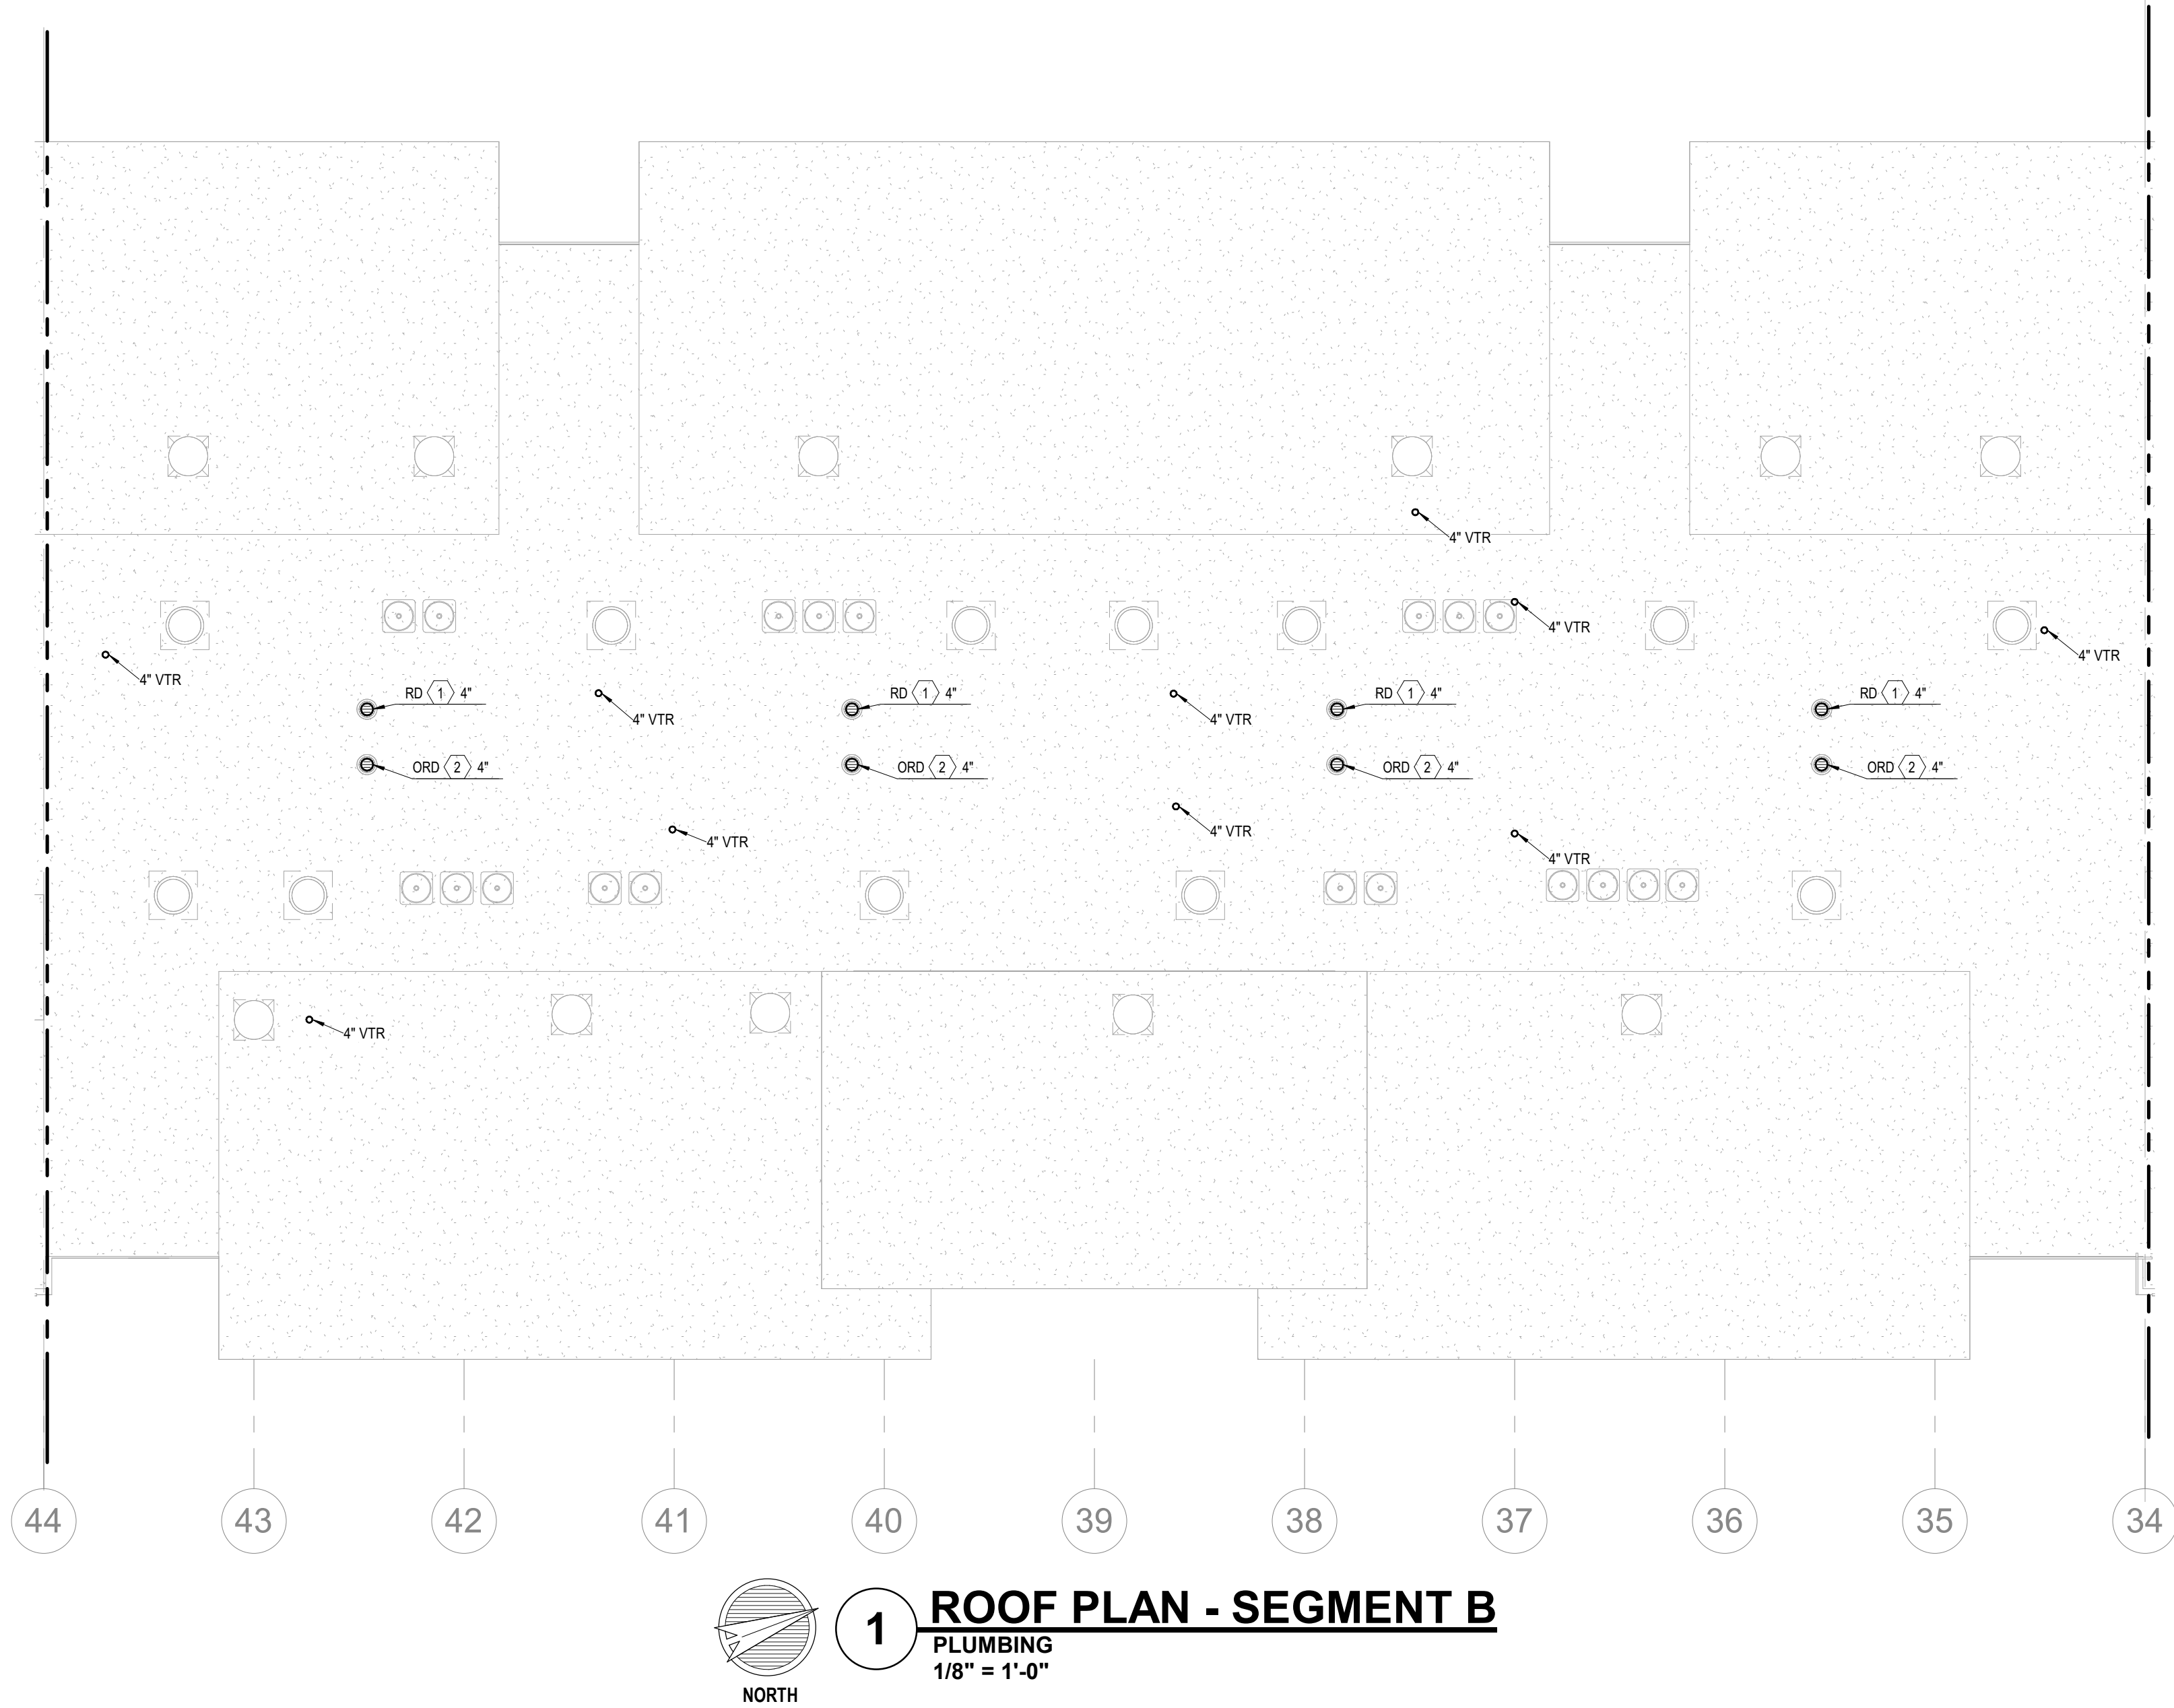 4" VTR
4" VTR
4" VTR
4" VTR
RD 1 4"
4" VTR
RD 1 4"
4" VTR
RD 1 4"
RD 1 4"
ORD 2 4"
ORD 2 4"
ORD 2 4"
ORD 2 4"
4" VTR
4" VTR
4" VTR
4" VTR
44 43 42 41 40 39 38 37 36 35 34
1
ROOF PLAN - SEGMENT B
PLUMBING
1/8" = 1'-0"
NORTH